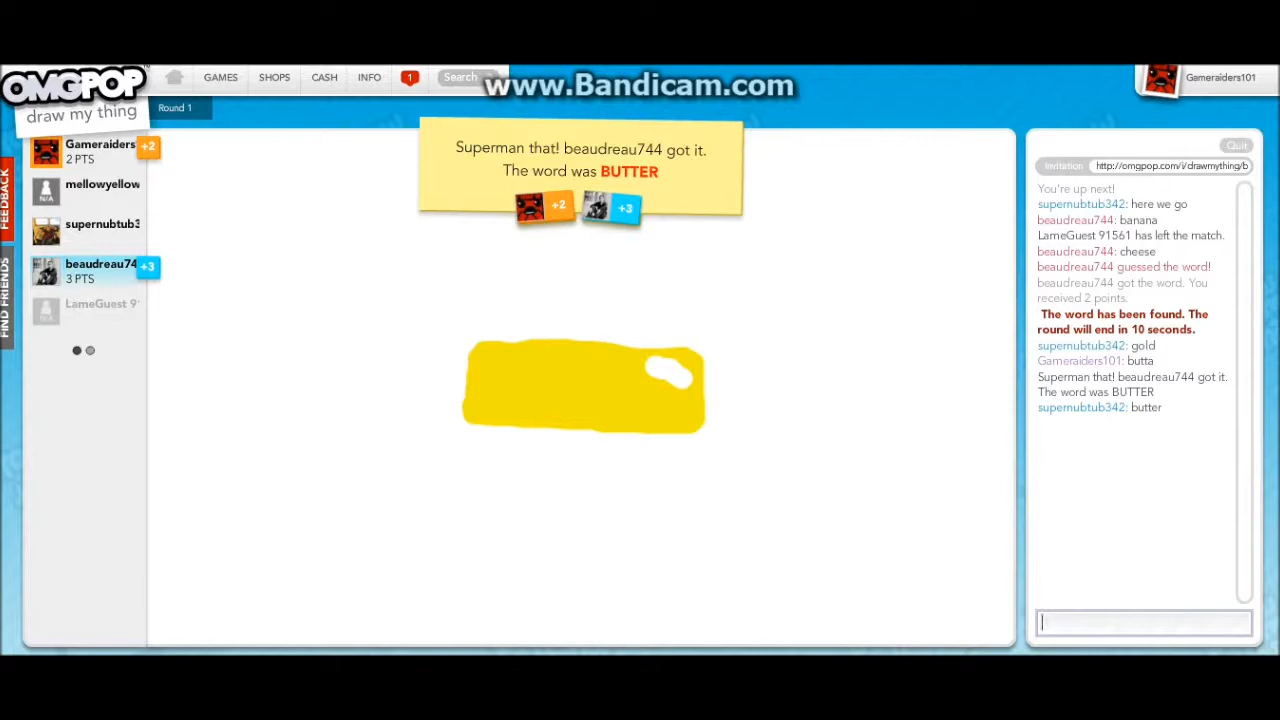 www.Bandicam.com
OMGPOP
draw my thing
GAMES
SHOPS
CASH
INFO
1
Search
Gameraiders101
Round 1
FEEDBACK
FIND FRIENDS
Gameraiders
2 PTS
+2
N/A
mellowyellow
supernubtub3
beaudreau74
3 PTS
+3
N/A
LameGuest 9
Superman that! beaudreau744 got it.
The word was BUTTER
+2
+3
Quit
Invitation
http://omgpop.com/i/drawmything/b
You're up next!
supernubtub342: here we go
beaudreau744: banana
LameGuest 91561 has left the match.
beaudreau744: cheese
beaudreau744 guessed the word!
beaudreau744 got the word. You
received 2 points.
The word has been found. The
round will end in 10 seconds.
supernubtub342: gold
Gameraiders101: butta
Superman that! beaudreau744 got it.
The word was BUTTER
supernubtub342: butter